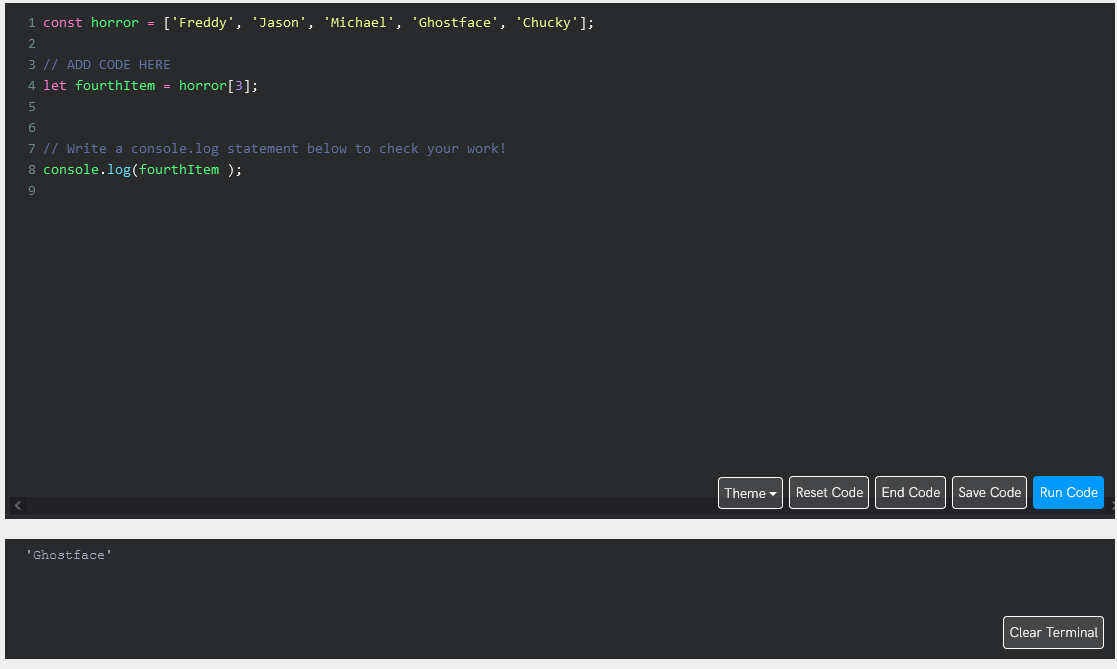 1 const horror = ['Freddy', 'Jason', 'Michael', 'Ghostface', 'Chucky'];
2
3 // ADD CODE HERE
4 let fourthItem = horror[3];
5
6
7 // Write a console.log statement below to check your work!
8 console.log(fourthItem );
9
Theme Reset Code End Code Save Code Run Code
'Ghostface'
Clear Terminal